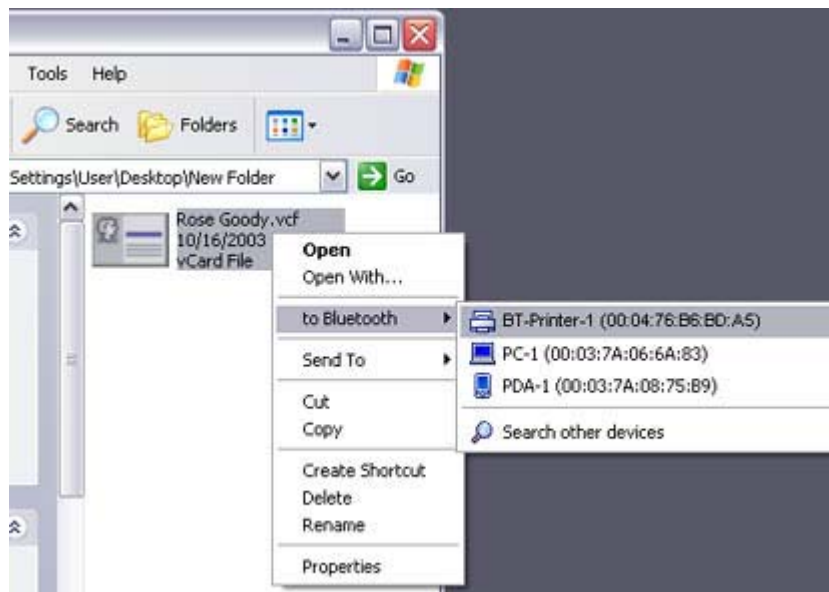 Tools Help
Search Folders
Settings\User\Desktop\New Folder Go
Rose Goody.vcf
10/16/2003
vCard File
Open
Open With...
to Bluetooth
Send To
Cut
Copy
Create Shortcut
Delete
Rename
Properties
BT-Printer-1 (00:04:76:B6:BD:A5)
PC-1 (00:03:7A:06:6A:83)
PDA-1 (00:03:7A:08:75:B9)
Search other devices